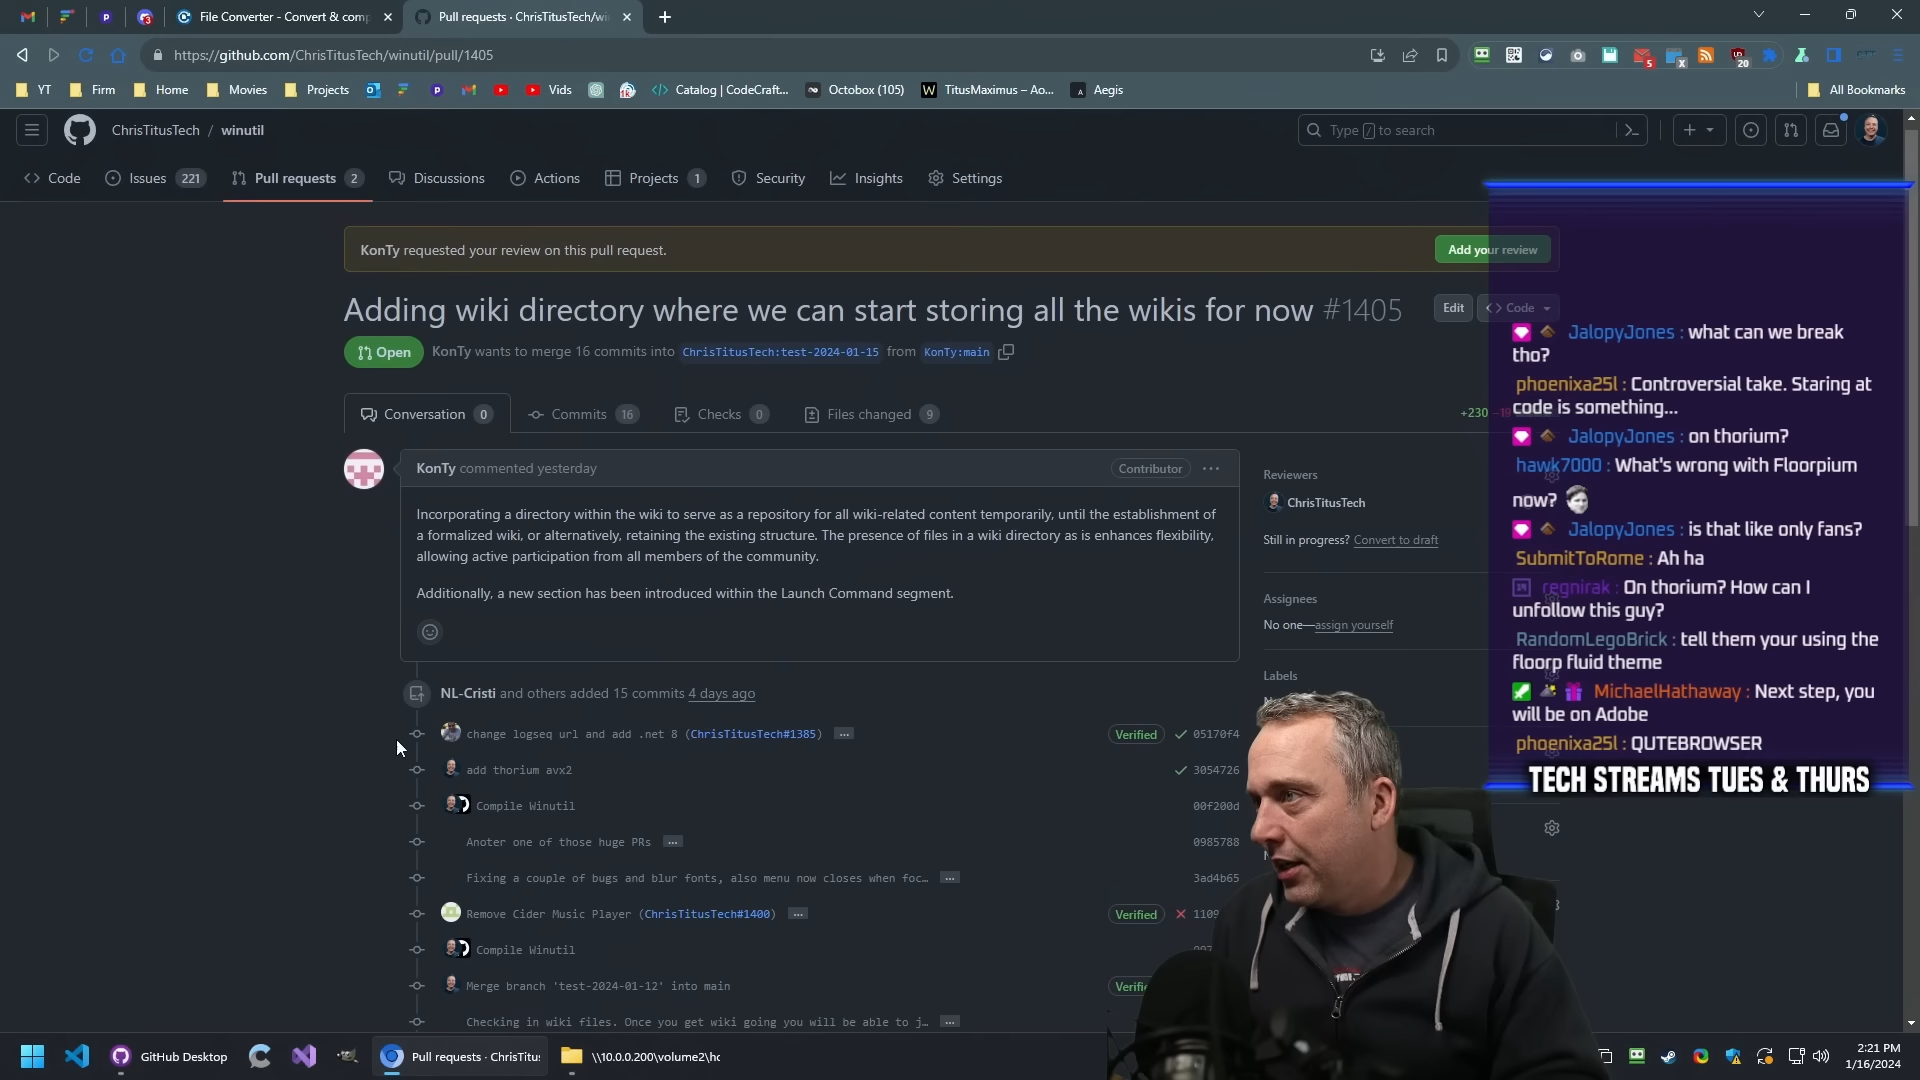 File Converter - Convert & comp
Pull requests · ChrisTitusTech/wi
https://github.com/ChrisTitusTech/winutil/pull/1405
5
X
20
YT
Firm
Home
Movies
Projects
Vids
Catalog | CodeCraft...
Octobox (105)
TitusMaximus – Ao...
Aegis
All Bookmarks
ChrisTitusTech / winutil
Type / to search
Code
Issues 221
Pull requests 2
Discussions
Actions
Projects 1
Security
Insights
Settings
KonTy requested your review on this pull request.
Add your review
Adding wiki directory where we can start storing all the wikis for now #1405
Edit
Code
Open
KonTy wants to merge 16 commits into ChrisTitusTech:test-2024-01-15 from KonTy:main
Conversation 0
Commits 16
Checks 0
Files changed 9
+230 −19
KonTy commented yesterday
Contributor
Incorporating a directory within the wiki to serve as a repository for all wiki-related content temporarily, until the establishment of
a formalized wiki, or alternatively, retaining the existing structure. The presence of files in a wiki directory as is enhances flexibility,
allowing active participation from all members of the community.
Additionally, a new section has been introduced within the Launch Command segment.
NL-Cristi and others added 15 commits 4 days ago
change logseq url and add .net 8 (ChrisTitusTech#1385) ...
Verified
05170f4
add thorium avx2
3054726
Compile Winutil
00f200d
Anoter one of those huge PRs ...
0985788
Fixing a couple of bugs and blur fonts, also menu now closes when foc… ...
3ad4b65
Remove Cider Music Player (ChrisTitusTech#1400) ...
Verified
1109
Compile Winutil
Merge branch 'test-2024-01-12' into main
Verifie
Checking in wiki files. Once you get wiki going you will be able to j… ...
Reviewers
ChrisTitusTech
Still in progress? Convert to draft
Assignees
No one—assign yourself
Labels
JalopyJones : what can we break
tho?
phoenixa25l : Controversial take. Staring at
code is something...
JalopyJones : on thorium?
hawk7000 : What's wrong with Floorpium
now?
JalopyJones : is that like only fans?
SubmitToRome : Ah ha
regnirak : On thorium? How can I
unfollow this guy?
RandomLegoBrick : tell them your using the
floorp fluid theme
MichaelHathaway : Next step, you
will be on Adobe
phoenixa25l : QUTEBROWSER
TECH STREAMS TUES & THURS
GitHub Desktop
Pull requests · ChrisTitus
\\10.0.0.200\volume2\hc
2:21 PM
1/16/2024